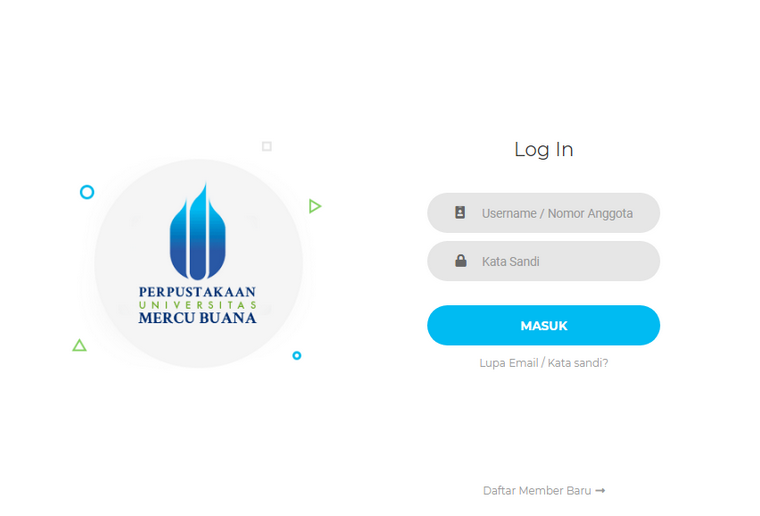 PERPUSTAKAAN
UNIVERSITAS
MERCU BUANA
Log In
Username / Nomor Anggota
Kata Sandi
MASUK
Lupa Email / Kata sandi?
Daftar Member Baru →